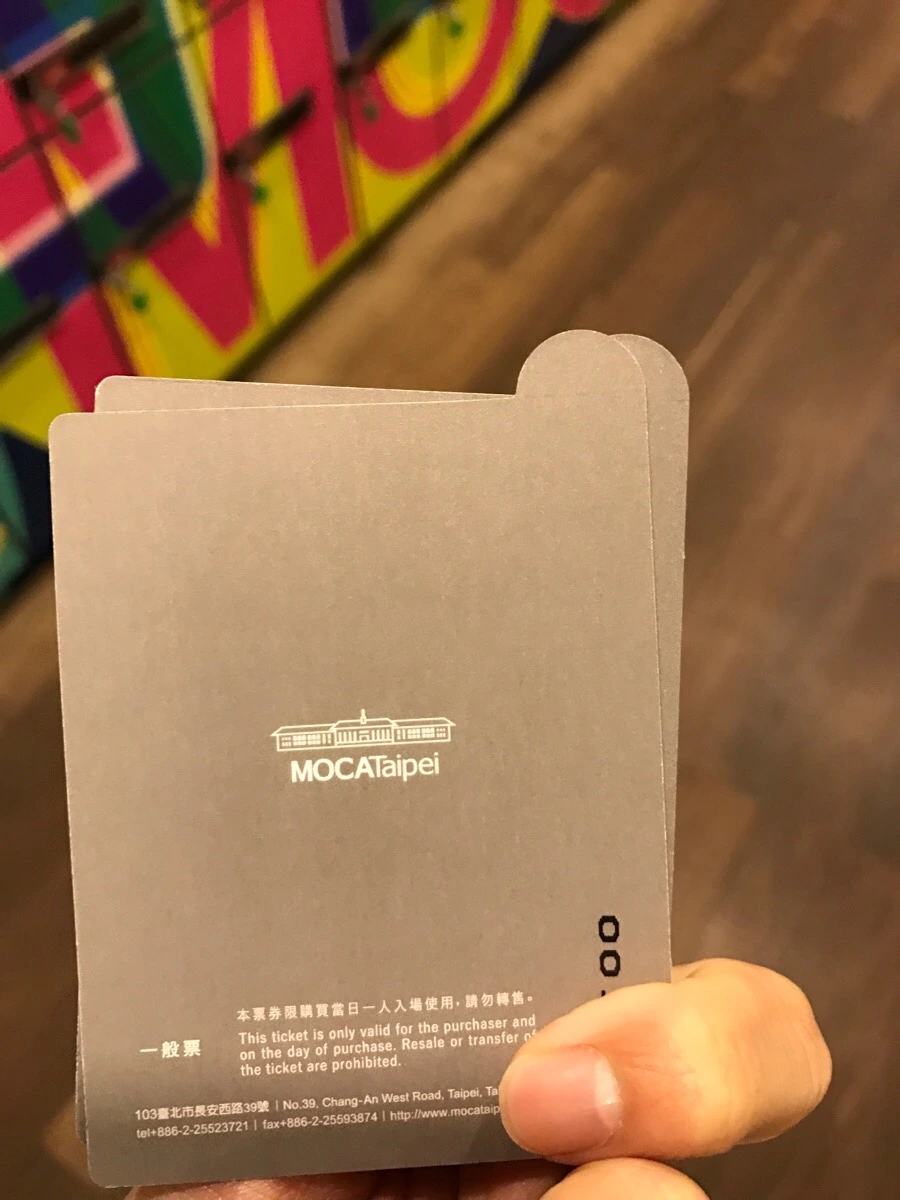 MOCATaipei
00
本票券限購買當日一人入場使用,請勿轉售。
一般票
This ticket is only valid for the purchaser and
on the day of purchase. Resale or transfer of
the ticket are prohibited.
103臺北市長安西路39號 | No.39, Chang-An West Road, Taipei,
tel+886-2-25523721 | fax+886-2-25593874 | http://www.mocataip